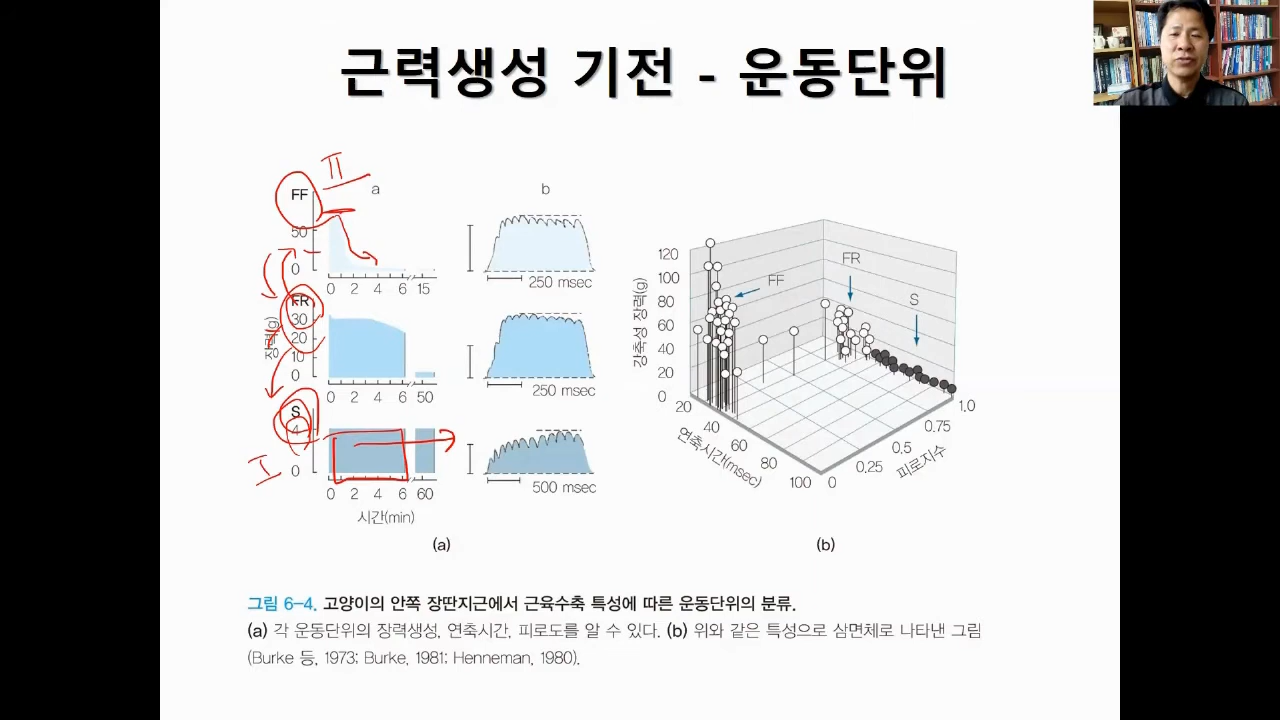 근력생성 기전 - 운동단위
II
FF
a
b
50
0
0 2 4 6 15
250 msec
FR
장력(g)
30
20
10
0
0 2 4 6 50
250 msec
S
4
I
0
0 2 4 6 60
500 msec
시간(min)
(a)
강축성 장력(g)
120
100
80
60
40
20
0
FF
FR
S
20
40
60
80
100
연축시간(msec)
0
0.25
0.5
0.75
1.0
피로지수
(b)
그림 6-4. 고양이의 안쪽 장딴지근에서 근육수축 특성에 따른 운동단위의 분류.
(a) 각 운동단위의 장력생성, 연축시간, 피로도를 알 수 있다. (b) 위와 같은 특성으로 삼면체로 나타낸 그림
(Burke 등, 1973; Burke, 1981; Henneman, 1980).